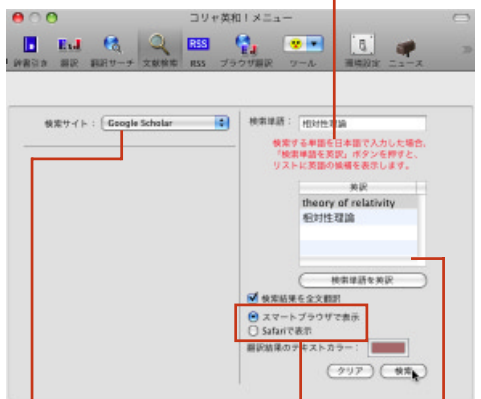 コリャ英和！メニュー
辞書引き 翻訳 翻訳サーチ 文献検索 RSS ブラウザ翻訳 ツール 環境設定 ニュース
検索サイト： Google Scholar
検索単語： 相対性理論
検索する単語を日本語で入力した場合、
「検索単語を英訳」ボタンを押すと、
リストに英語の候補を表示します。
英訳
theory of relativity
相対性理論
検索単語を英訳
検索結果を全文翻訳
スマートブラウザで表示
Safariで表示
翻訳結果のテキストカラー：
クリア 検索